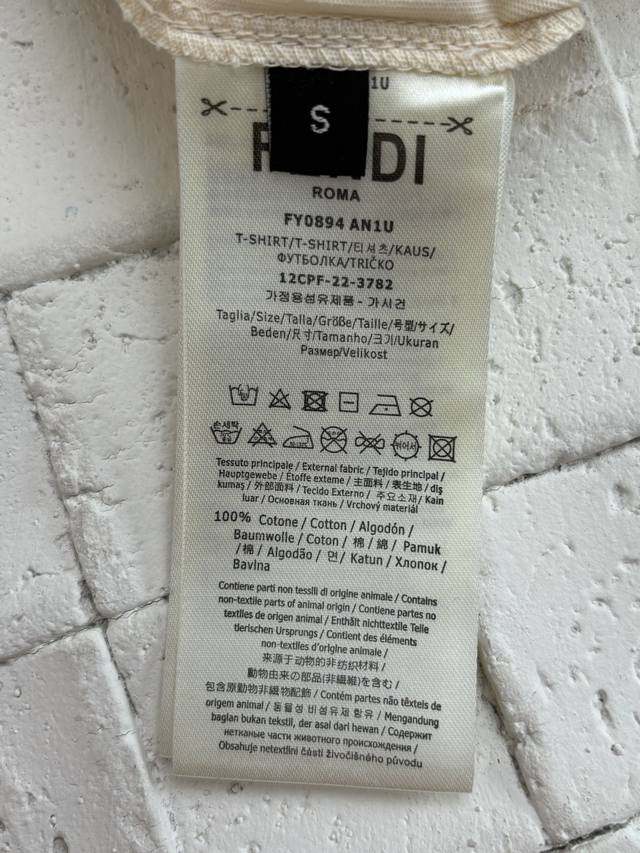 1U
S
DI
ROMA
FY0894 AN1U
T-SHIRT/T-SHIRT/티셔츠/KAUS/
ФУТБОЛКА/TRIČKO
12CPF-22-3782
가정용섬유제품 - 가시건
Taglia/Size/Talla/Größe/Taille/号型/サイズ/
Beden/尺寸/Tamanho/크기/Ukuran
Размер/Velikost
손세탁
뉘어서
Tessuto principale / External fabric / Tejido principal /
Hauptgewebe / Étoffe externe / 主面料 / 表生地 / dış
kumaş / 外部面料 / Tecido Externo / 주요소재 / Kain
luar / Основная ткань / Vrchový materiál
100% Cotone / Cotton / Algodón /
Baumwolle / Coton / 棉 / 綿 / Pamuk
/ 棉 / Algodão / 면 / Katun / Хлопок /
Bavlna
Contiene parti non tessili di origine animale / Contains
non-textile parts of animal origin / Contiene partes no
textiles de origen animal / Enthält nichttextile Teile
tierischen Ursprungs / Contient des éléments
non-textiles d'origine animale /
来源于动物的非纺织材料 /
動物由来の部品(非繊維)を含む /
包含原動物非織物配飾 / Contém partes não têxteis de
origem animal / 동물성 비섬유제 함유 / Mengandung
bagian bukan tekstil, der asal dari hewan / Содержит
нетканые части животного происхождения /
Obsahuje netextilní části živočišného původu